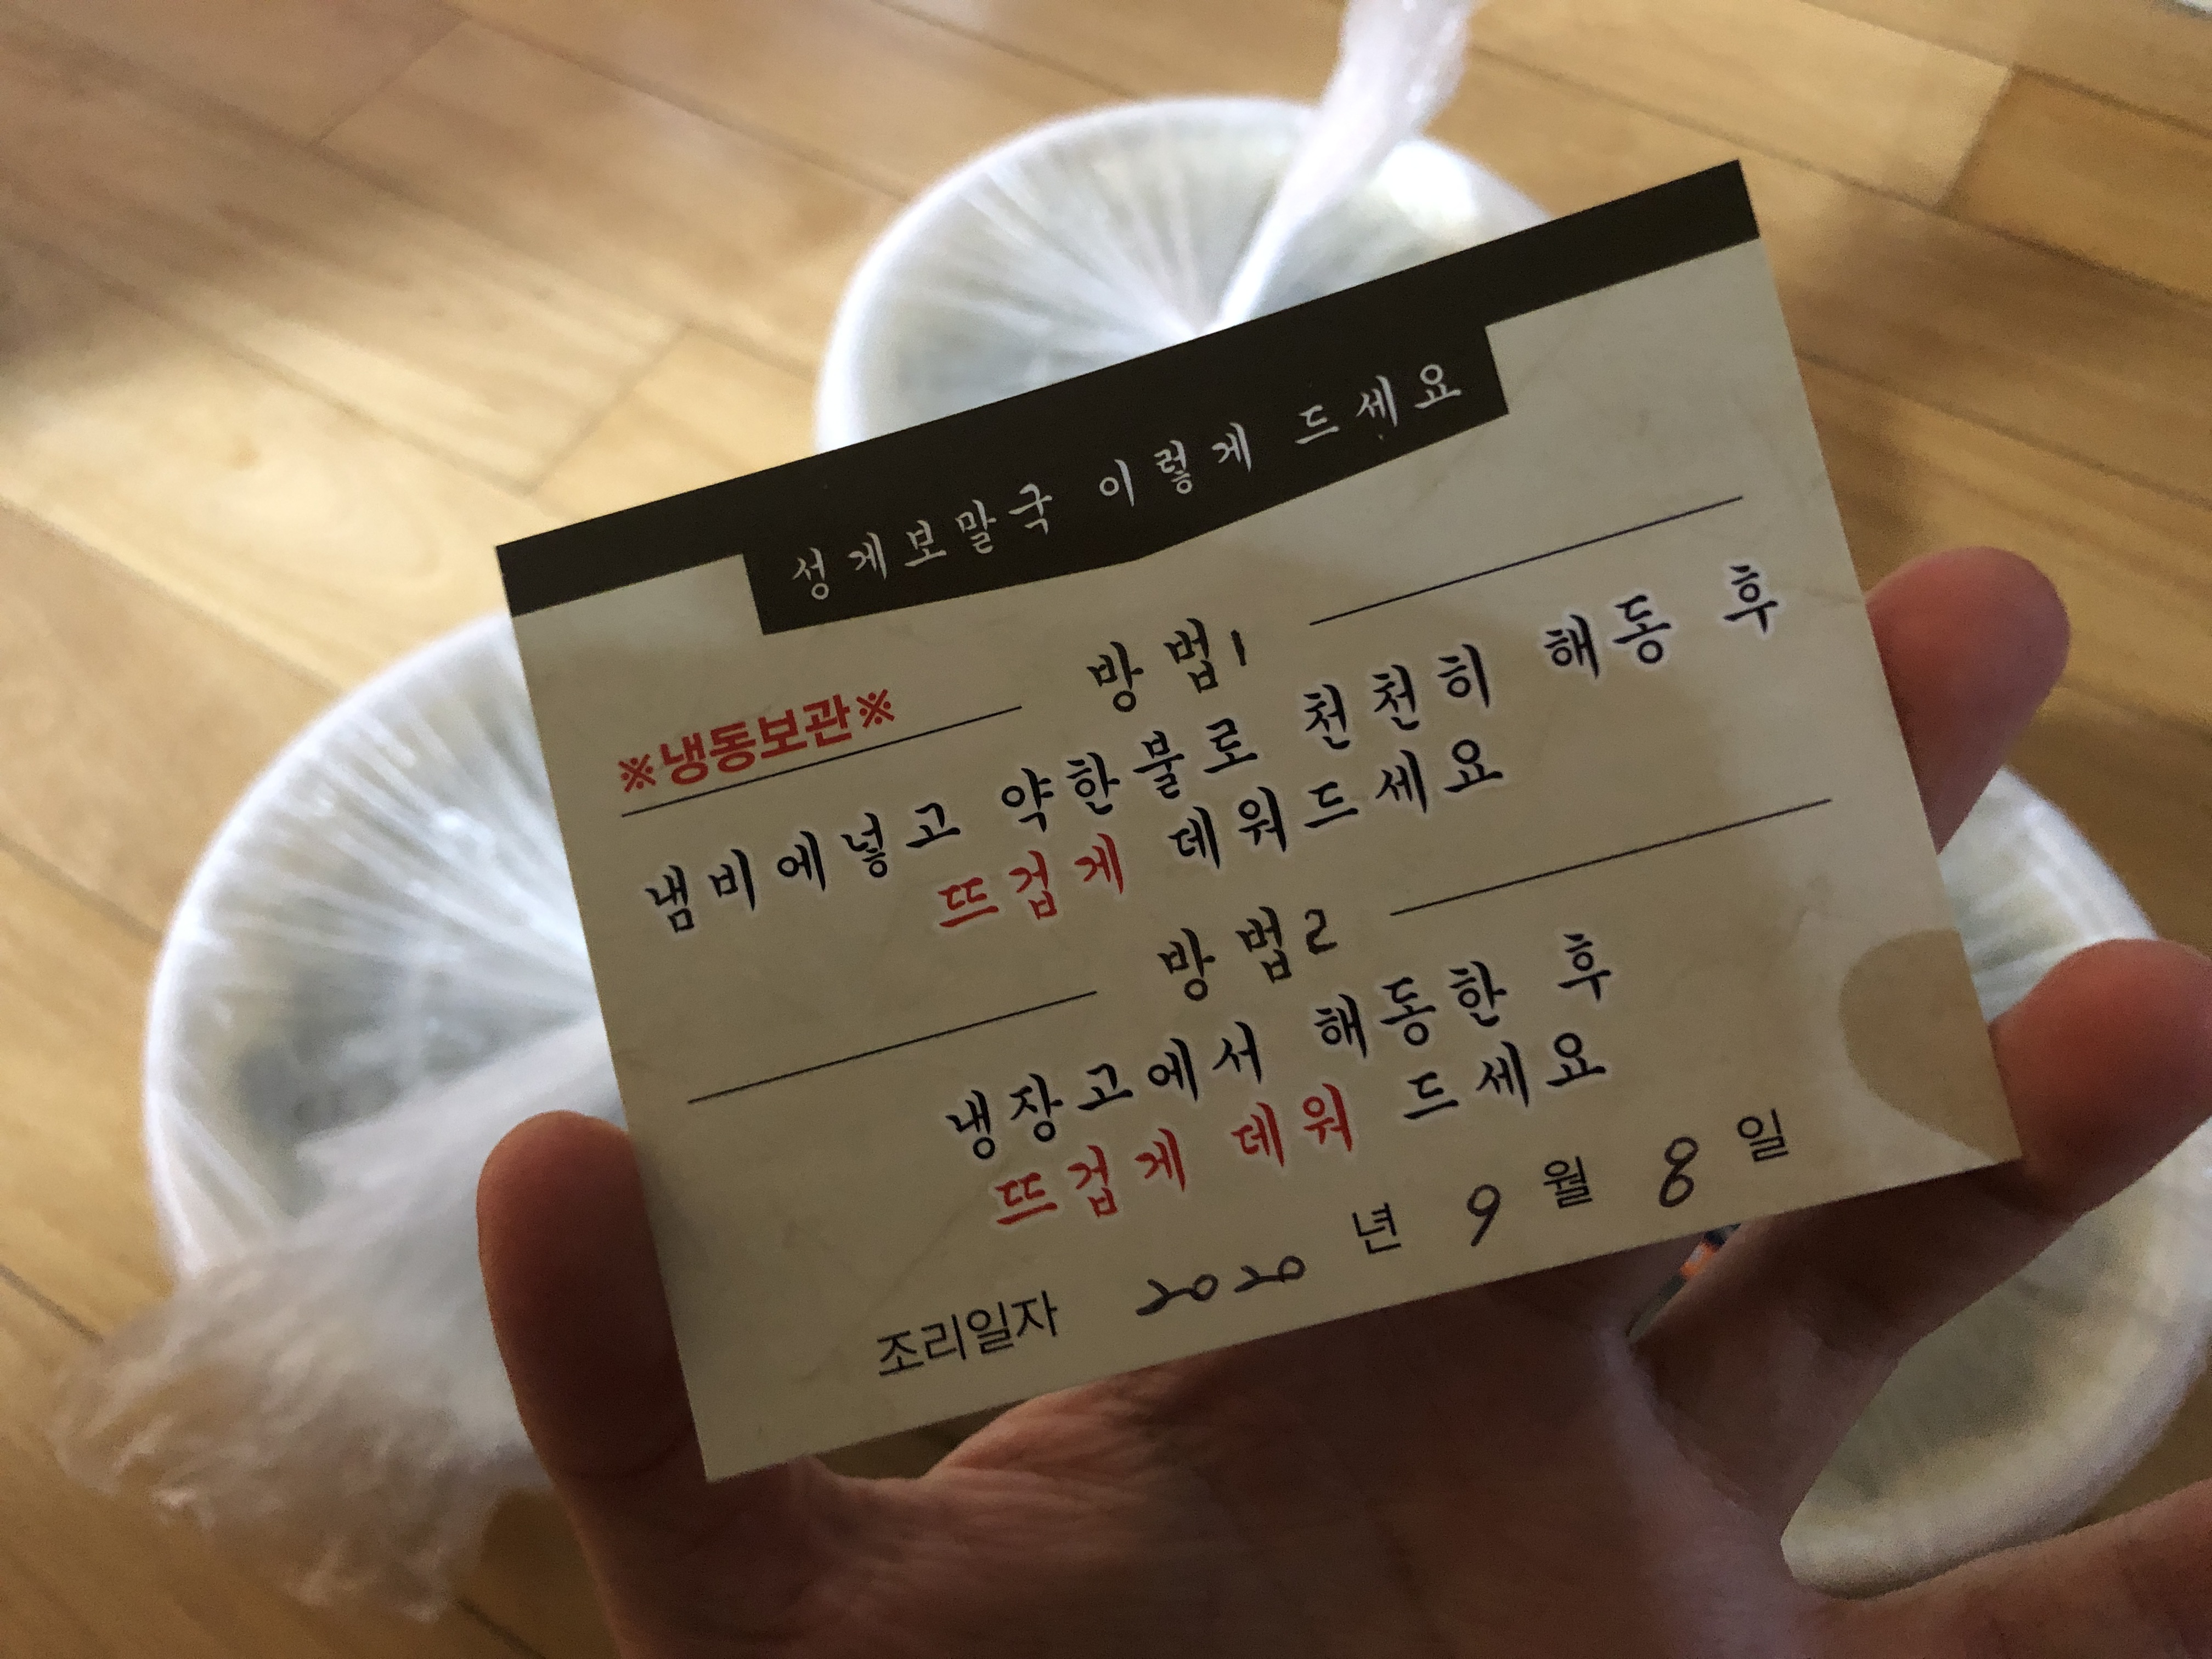 성게보말국 이렇게 드세요
※냉동보관※
방법1
냄비에넣고 약한불로 천천히 해동 후
뜨겁게 데워드세요
방법2
냉장고에서 해동한 후
뜨겁게 데워 드세요
조리일자 2020 년 9 월 8 일